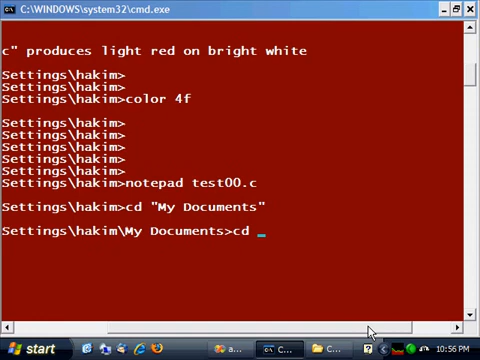 C:\WINDOWS\system32\cmd.exe
c" produces light red on bright white
Settings\hakim>
Settings\hakim>
Settings\hakim>color 4f
Settings\hakim>
Settings\hakim>
Settings\hakim>
Settings\hakim>
Settings\hakim>
Settings\hakim>notepad test00.c
Settings\hakim>cd "My Documents"
Settings\hakim\My Documents>cd _
start
a...
C...
C...
10:56 PM